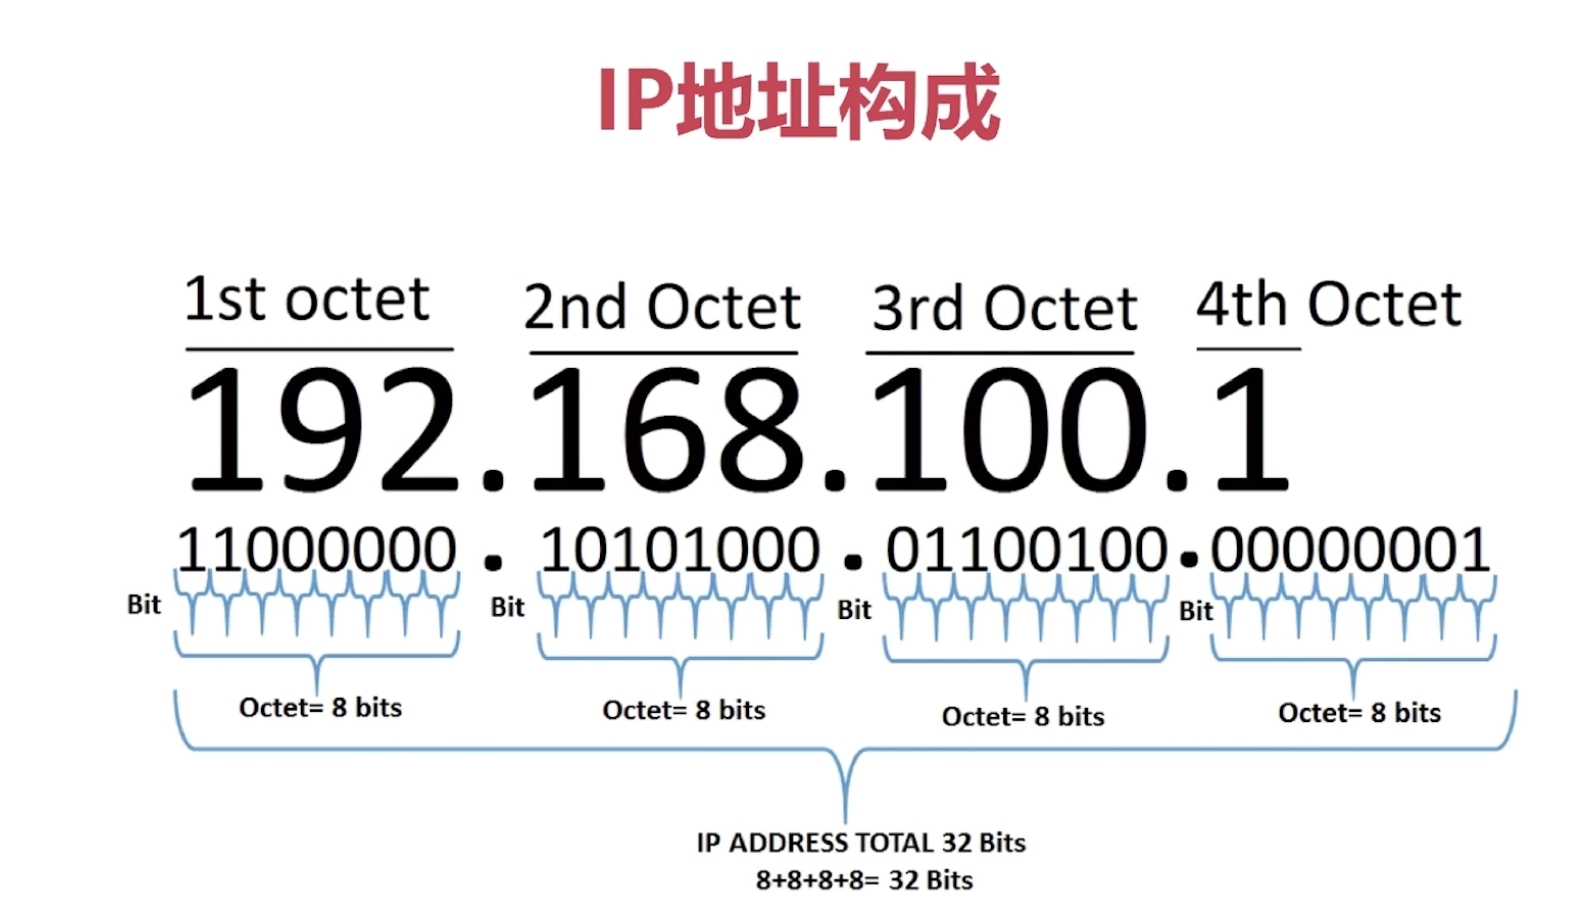 IP地址构成
1st octet 2nd Octet 3rd Octet 4th Octet
192.168.100.1
11000000 . 10101000 . 01100100 . 00000001
Bit Bit Bit Bit
Octet= 8 bits Octet= 8 bits Octet= 8 bits Octet= 8 bits
IP ADDRESS TOTAL 32 Bits
8+8+8+8= 32 Bits